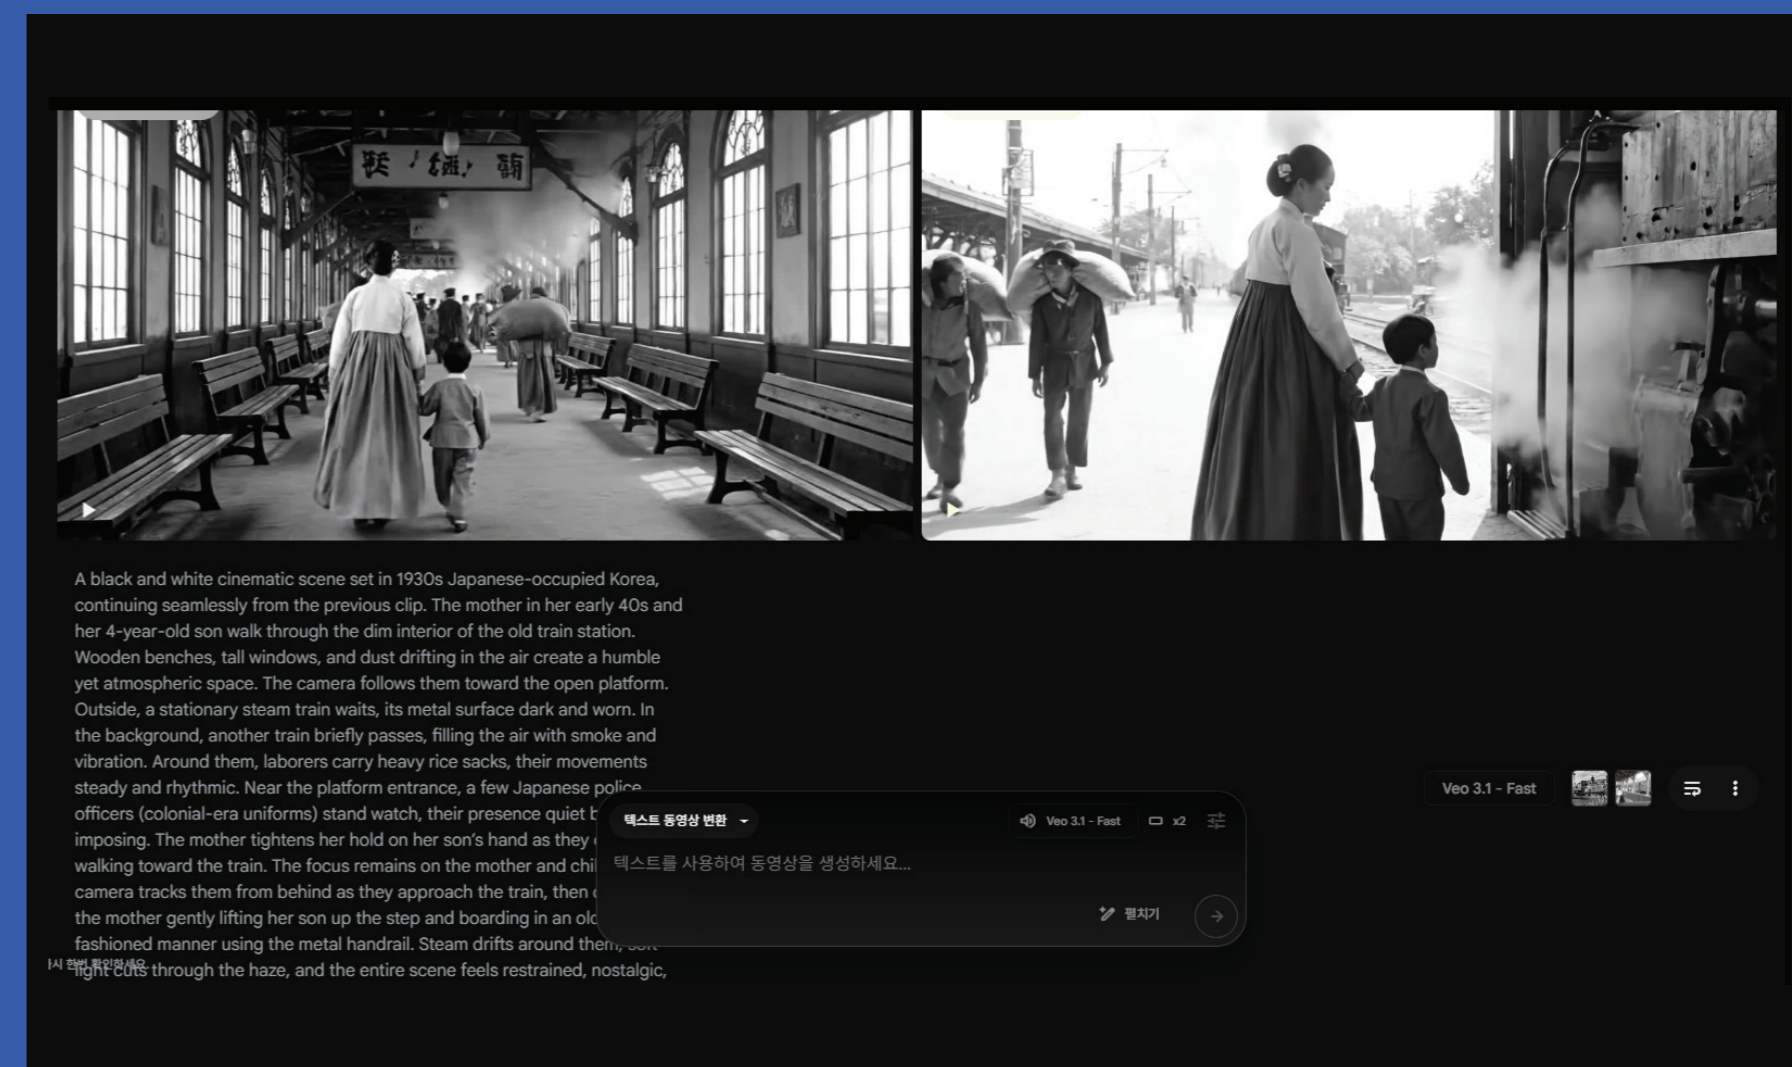 A black and white cinematic scene set in 1930s Japanese-occupied Korea,
continuing seamlessly from the previous clip. The mother in her early 40s and
her 4-year-old son walk through the dim interior of the old train station.
Wooden benches, tall windows, and dust drifting in the air create a humble
yet atmospheric space. The camera follows them toward the open platform.
Outside, a stationary steam train waits, its metal surface dark and worn. In
the background, another train briefly passes, filling the air with smoke and
vibration. Around them, laborers carry heavy rice sacks, their movements
steady and rhythmic. Near the platform entrance, a few Japanese police
officers (colonial-era uniforms) stand watch, their presence quiet
imposing. The mother tightens her hold on her son's hand as they
walking toward the train. The focus remains on the mother and
camera tracks them from behind as they approach the train, then
the mother gently lifting her son up the step and boarding in an
fashioned manner using the metal handrail. Steam drifts around them, soft
light cuts through the haze, and the entire scene feels restrained, nostalgic,
시 한번 확인하세요.
Veo 3.1 - Fast
텍스트 동영상 변환
Veo 3.1 - Fast
x2
텍스트를 사용하여 동영상을 생성하세요...
펼치기